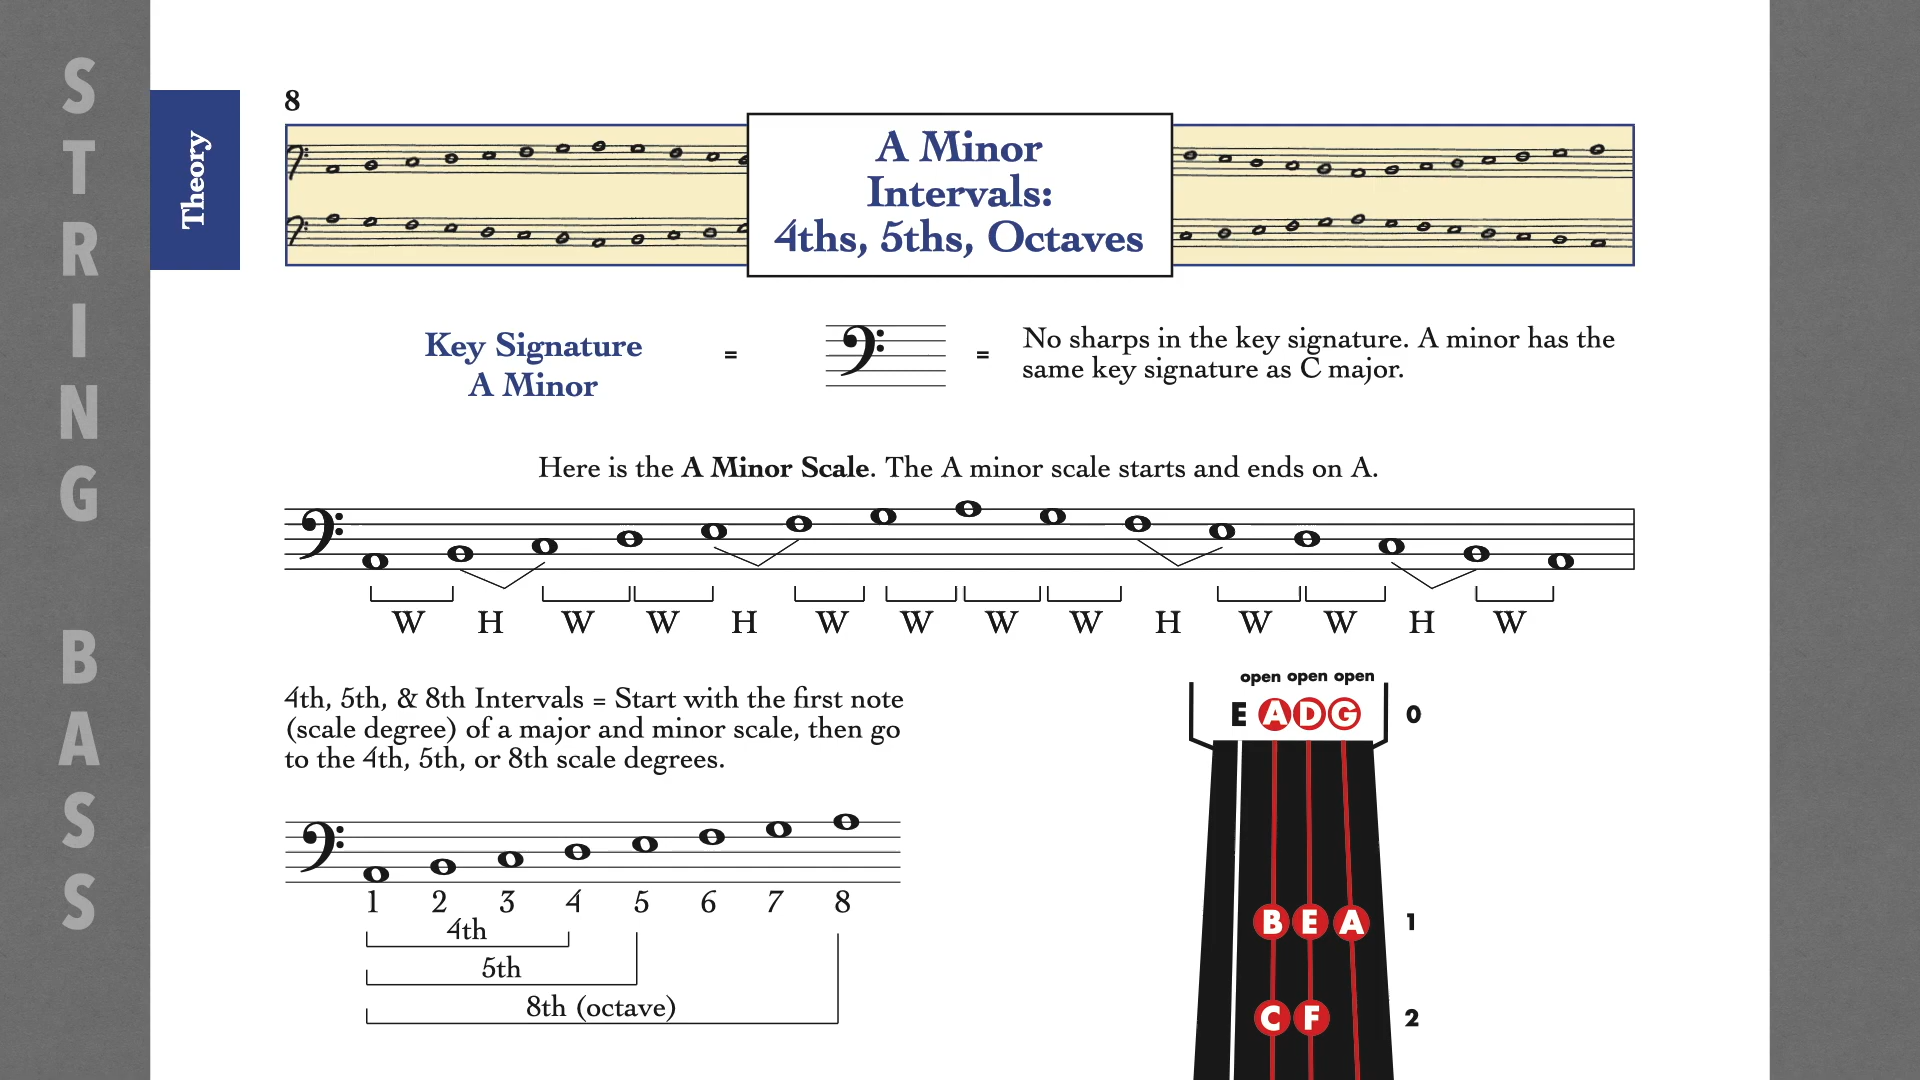 STRING BASS
Theory
8
A Minor
Intervals:
4ths, 5ths, Octaves
Key Signature
A Minor
=
=
No sharps in the key signature. A minor has the
same key signature as C major.
Here is the A Minor Scale. The A minor scale starts and ends on A.
W H W W H W W W W H W W H W
4th, 5th, & 8th Intervals = Start with the first note
(scale degree) of a major and minor scale, then go
to the 4th, 5th, or 8th scale degrees.
1 2 3 4 5 6 7 8
4th
5th
8th (octave)
open open open
E A D G 0
B E A 1
C F 2